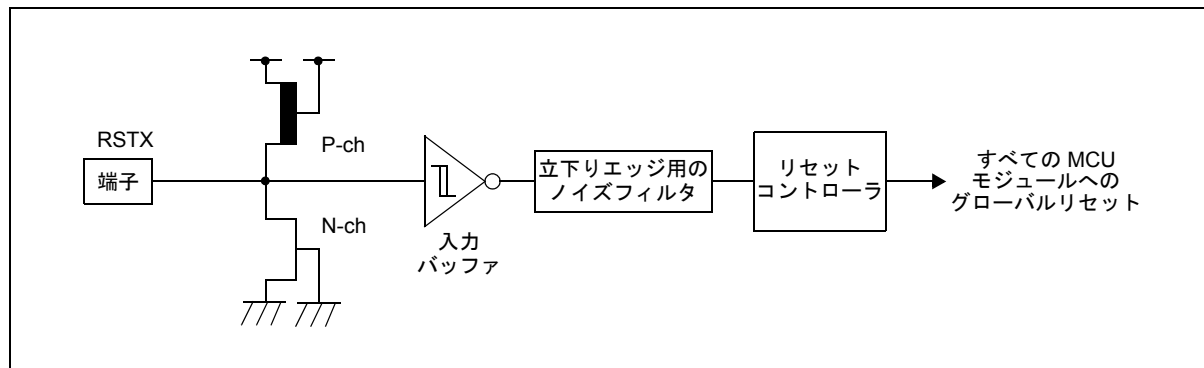 RSTX
端子
P-ch
N-ch
入力
バッファ
立下りエッジ用の
ノイズフィルタ
リセット
コントローラ
すべての MCU
モジュールへの
グローバルリセット